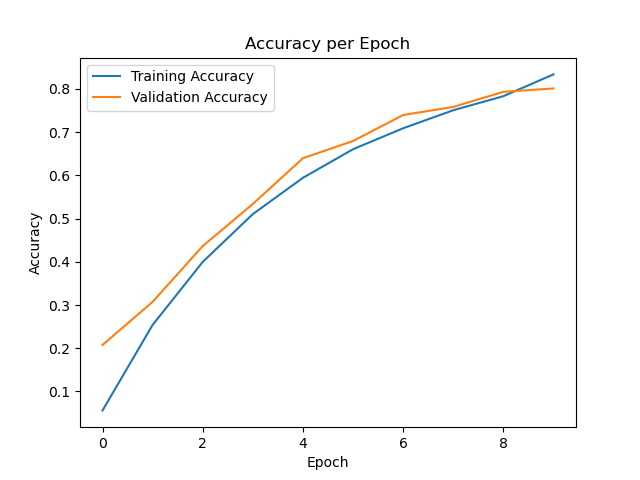 Accuracy per Epoch
Training Accuracy
Validation Accuracy
0.8
0.7
0.6
0.5
0.4
0.3
0.2
0.1
Accuracy
0 2 4 6 8
Epoch